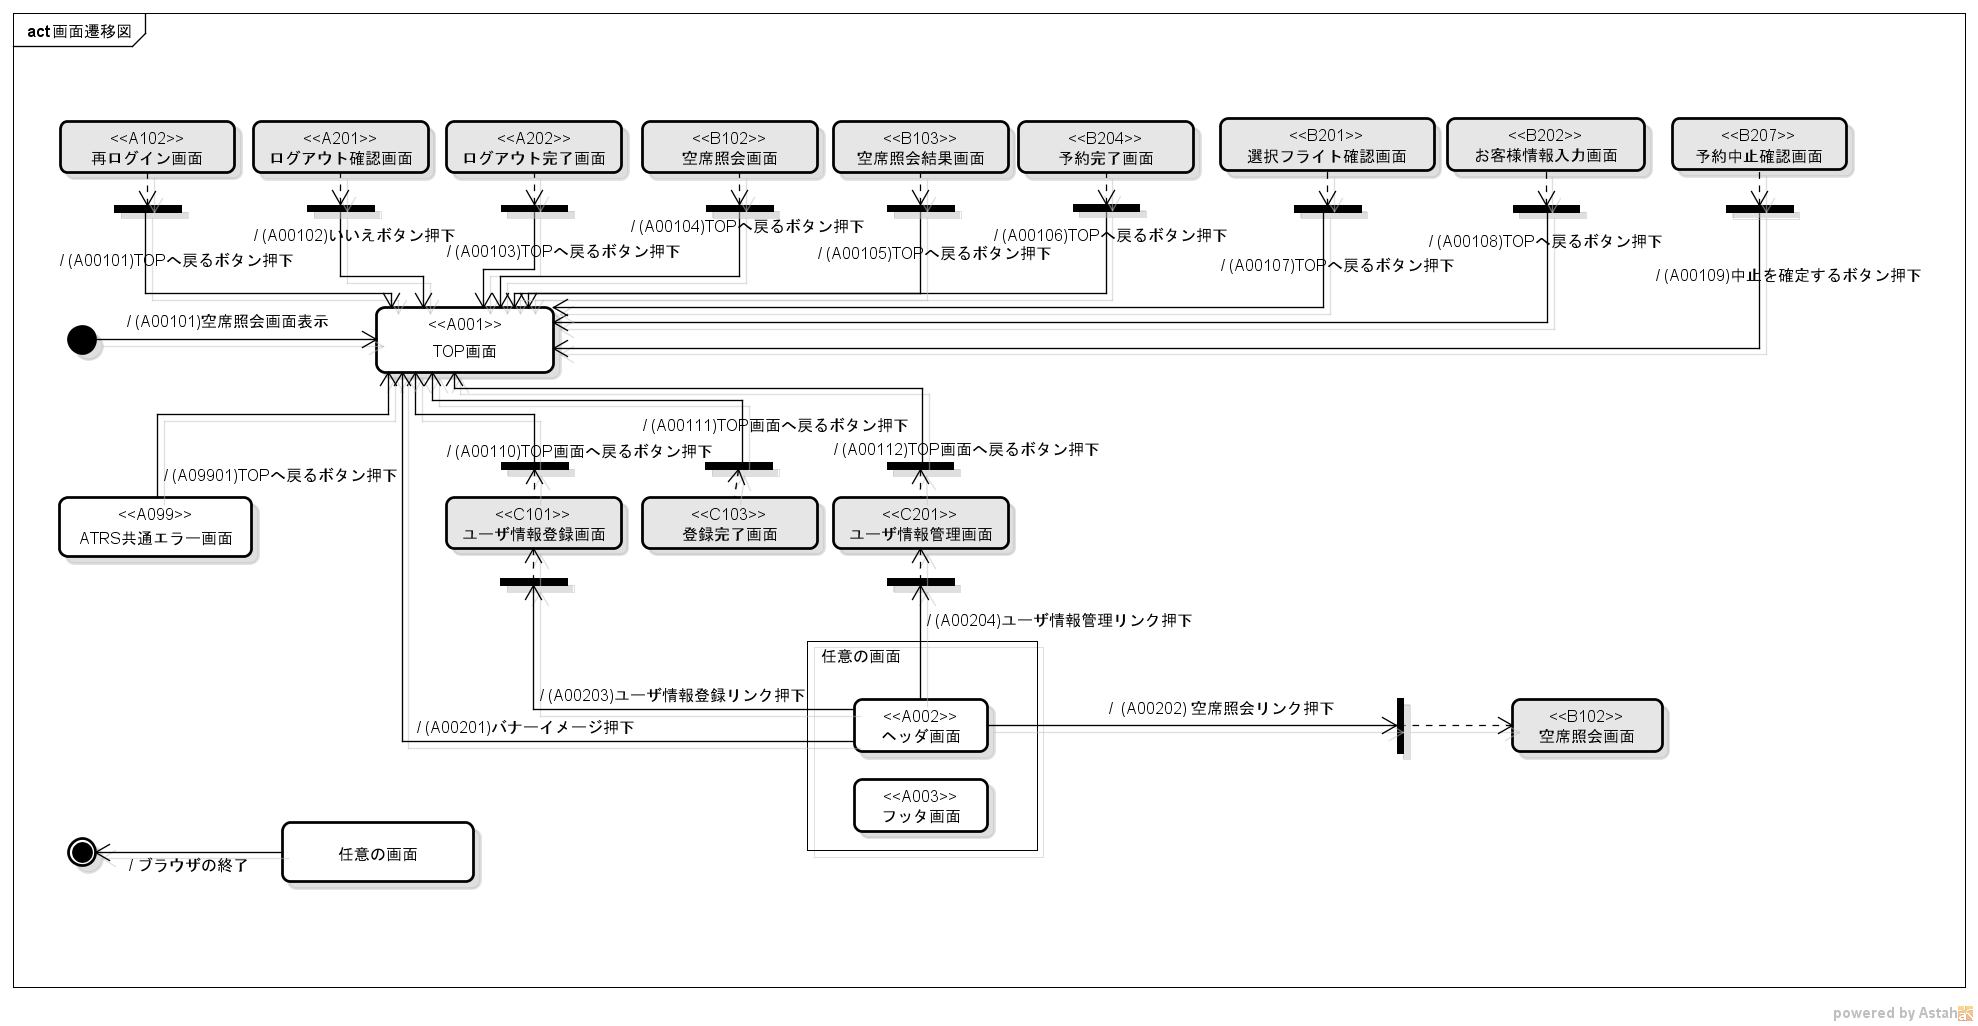 act 画面遷移図
<<A102>>
再ログイン画面
<<A201>>
ログアウト確認画面
<<A202>>
ログアウト完了画面
<<B102>>
空席照会画面
<<B103>>
空席照会結果画面
<<B204>>
予約完了画面
<<B201>>
選択フライト確認画面
<<B202>>
お客様情報入力画面
<<B207>>
予約中止確認画面
/ (A00101)TOPへ戻るボタン押下
/ (A00102)いいえボタン押下
/ (A00103)TOPへ戻るボタン押下
/ (A00104)TOPへ戻るボタン押下
/ (A00105)TOPへ戻るボタン押下
/ (A00106)TOPへ戻るボタン押下
/ (A00107)TOPへ戻るボタン押下
/ (A00108)TOPへ戻るボタン押下
/ (A00109)中止を確定するボタン押下
/ (A00101)空席照会画面表示
<<A001>>
TOP画面
/ (A09901)TOPへ戻るボタン押下
/ (A00110)TOP画面へ戻るボタン押下
/ (A00111)TOP画面へ戻るボタン押下
/ (A00112)TOP画面へ戻るボタン押下
<<A099>>
ATRS共通エラー画面
<<C101>>
ユーザ情報登録画面
<<C103>>
登録完了画面
<<C201>>
ユーザ情報管理画面
/ (A00204)ユーザ情報管理リンク押下
任意の画面
/ (A00203)ユーザ情報登録リンク押下
/ (A00201)バナーイメージ押下
<<A002>>
ヘッダ画面
/ (A00202) 空席照会リンク押下
<<B102>>
空席照会画面
<<A003>>
フッタ画面
任意の画面
/ ブラウザの終了
powered by Astah